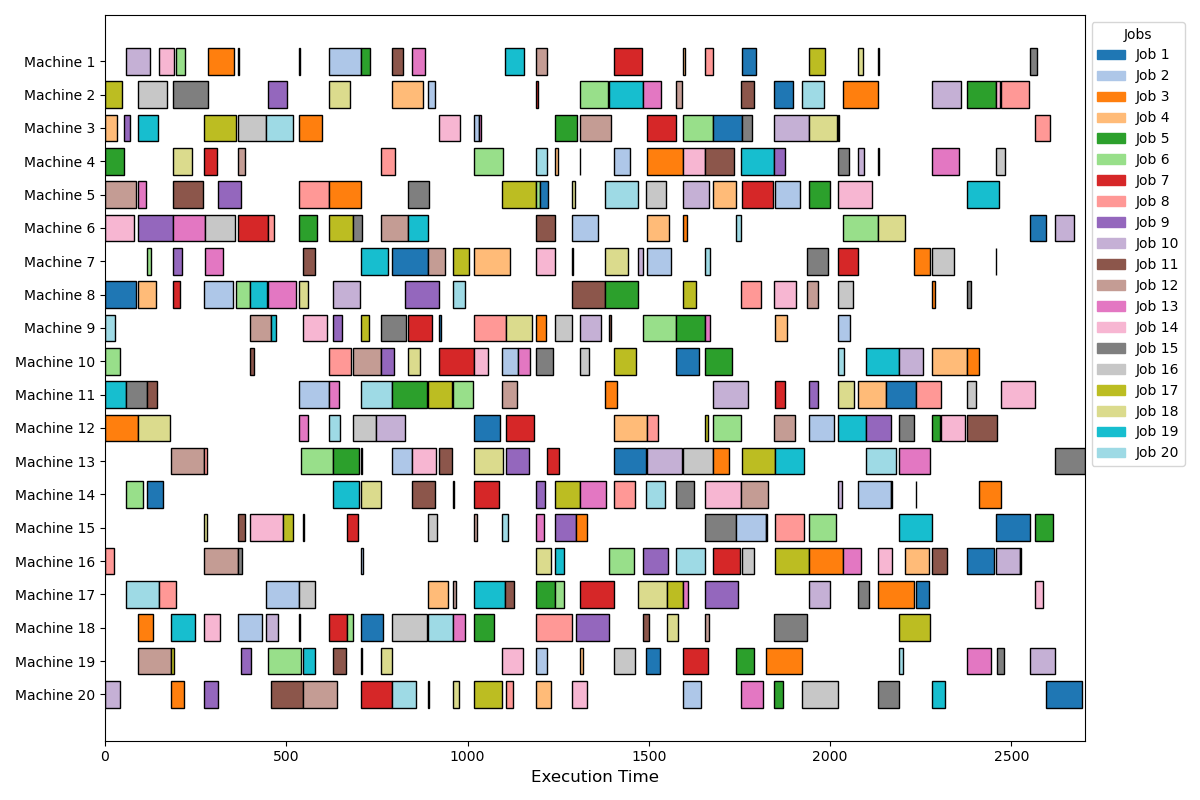 Machine 1
Machine 2
Machine 3
Machine 4
Machine 5
Machine 6
Machine 7
Machine 8
Machine 9
Machine 10
Machine 11
Machine 12
Machine 13
Machine 14
Machine 15
Machine 16
Machine 17
Machine 18
Machine 19
Machine 20
0 500 1000 1500 2000 2500
Execution Time
Jobs
Job 1
Job 2
Job 3
Job 4
Job 5
Job 6
Job 7
Job 8
Job 9
Job 10
Job 11
Job 12
Job 13
Job 14
Job 15
Job 16
Job 17
Job 18
Job 19
Job 20